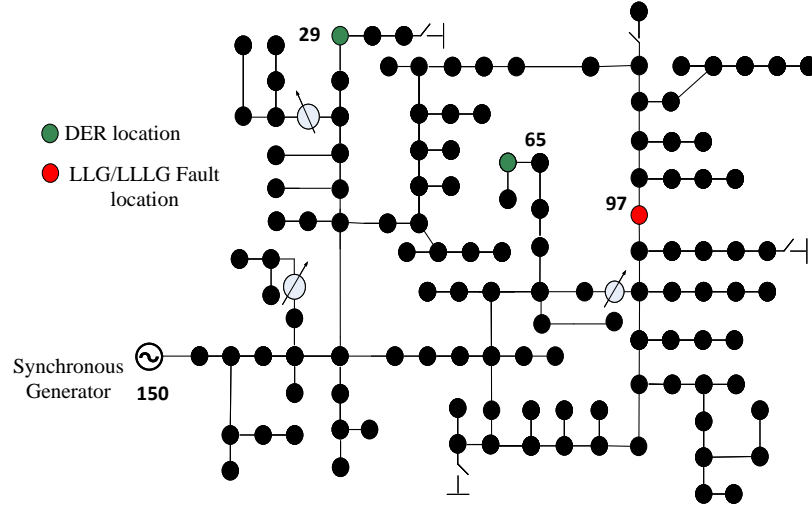 29
65
DER location
LLG/LLLG Fault
location
97
Synchronous
Generator
150